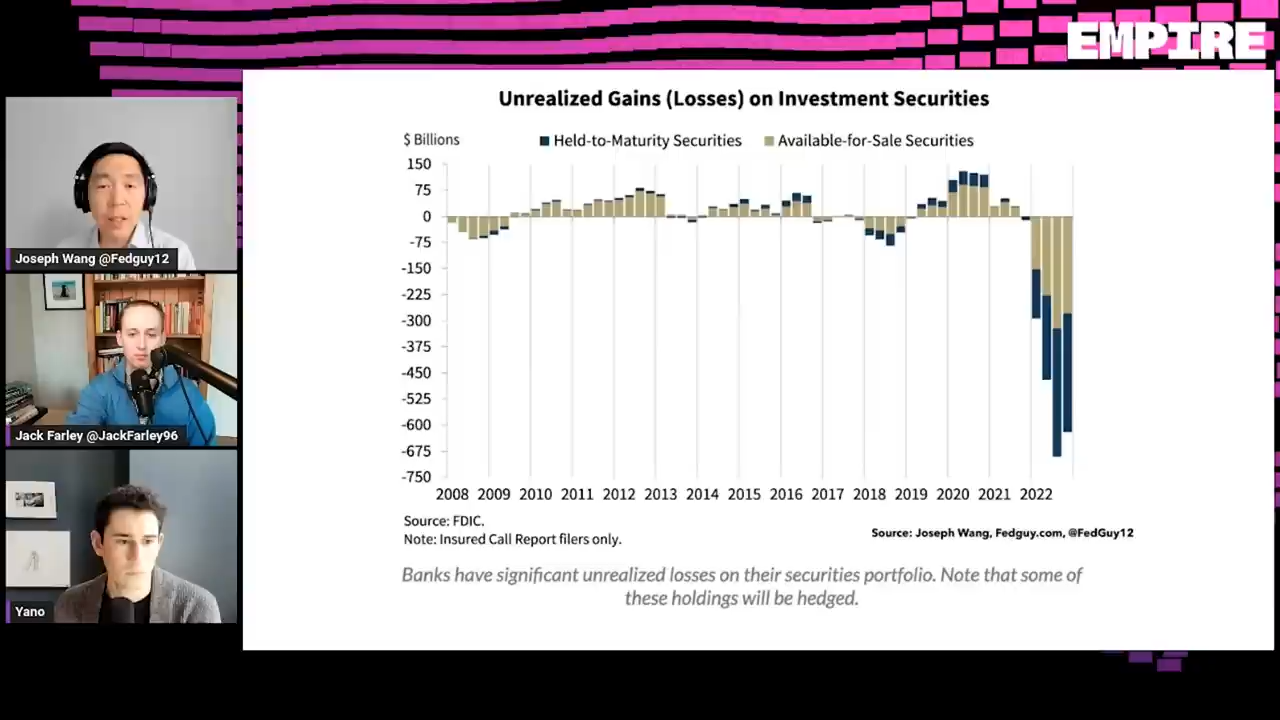 EMPIRE
Joseph Wang @Fedguy12
Jack Farley @JackFarley96
Yano
Unrealized Gains (Losses) on Investment Securities
$ Billions
Held-to-Maturity Securities
Available-for-Sale Securities
150
75
0
-75
-150
-225
-300
-375
-450
-525
-600
-675
-750
2008 2009 2010 2011 2012 2013 2014 2015 2016 2017 2018 2019 2020 2021 2022
Source: FDIC.
Note: Insured Call Report filers only.
Source: Joseph Wang, Fedguy.com, @FedGuy12
Banks have significant unrealized losses on their securities portfolio. Note that some of
these holdings will be hedged.